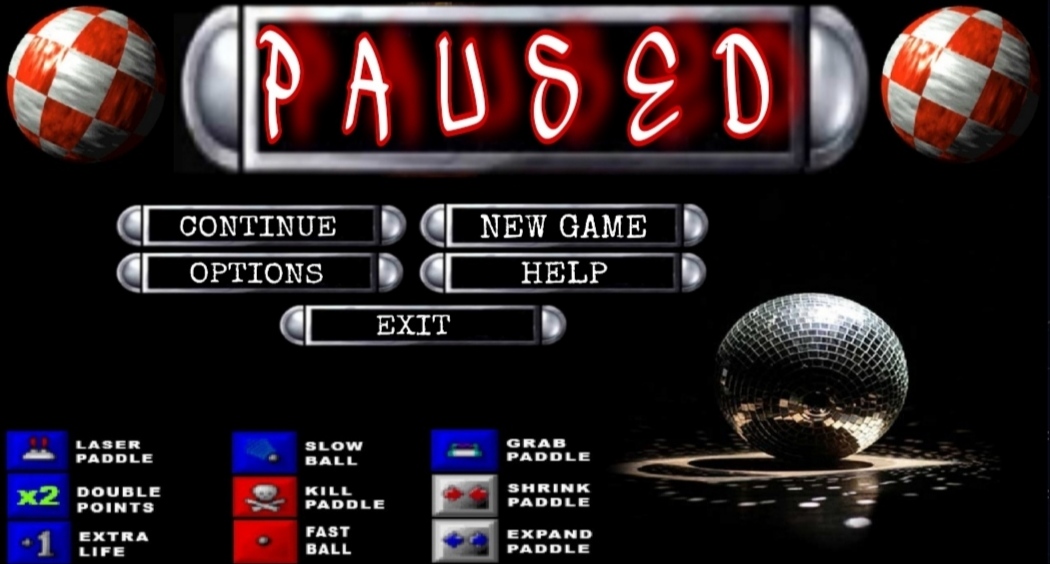 PAUSED
CONTINUE
NEW GAME
OPTIONS
HELP
EXIT
LASER
PADDLE
SLOW
BALL
GRAB
PADDLE
x2
DOUBLE
POINTS
KILL
PADDLE
SHRINK
PADDLE
+1
EXTRA
LIFE
FAST
BALL
EXPAND
PADDLE